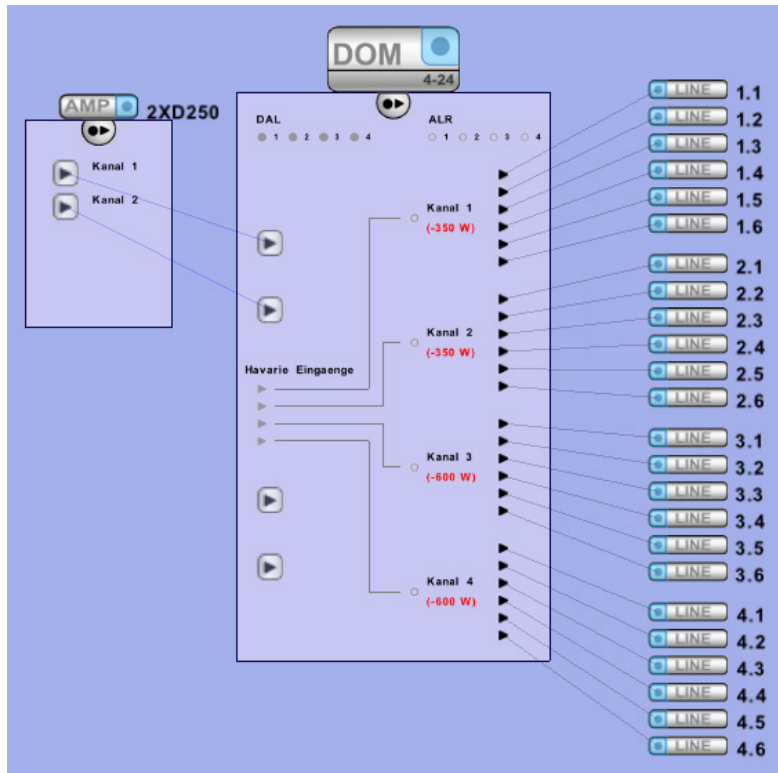 DOM
4-24
AMP
2XD250
Kanal 1
Kanal 2
DAL
1 2 3 4
ALR
1 2 3 4
Kanal 1
(-350 W)
Kanal 2
(-350 W)
Havarie Eingaenge
Kanal 3
(-600 W)
Kanal 4
(-600 W)
LINE 1.1
LINE 1.2
LINE 1.3
LINE 1.4
LINE 1.5
LINE 1.6
LINE 2.1
LINE 2.2
LINE 2.3
LINE 2.4
LINE 2.5
LINE 2.6
LINE 3.1
LINE 3.2
LINE 3.3
LINE 3.4
LINE 3.5
LINE 3.6
LINE 4.1
LINE 4.2
LINE 4.3
LINE 4.4
LINE 4.5
LINE 4.6